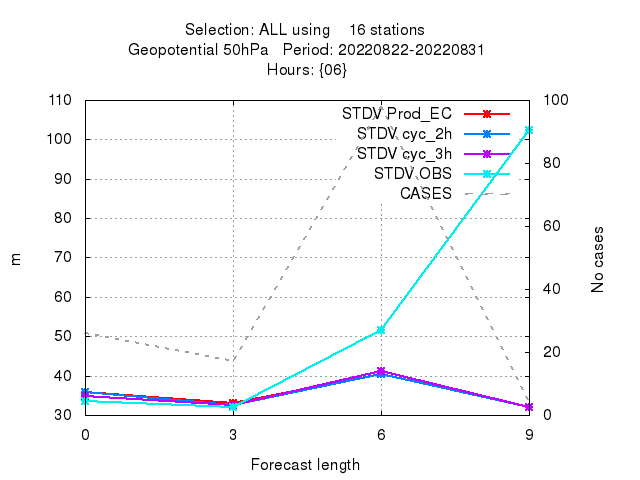 Selection: ALL using 16 stations
Geopotential 50hPa Period: 20220822-20220831
Hours: {06}
STDV Prod_EC
STDV cyc_2h
STDV cyc_3h
STDV OBS
CASES
110
100
90
80
70
60
50
40
30
m
100
80
60
40
20
0
No cases
0 3 6 9
Forecast length